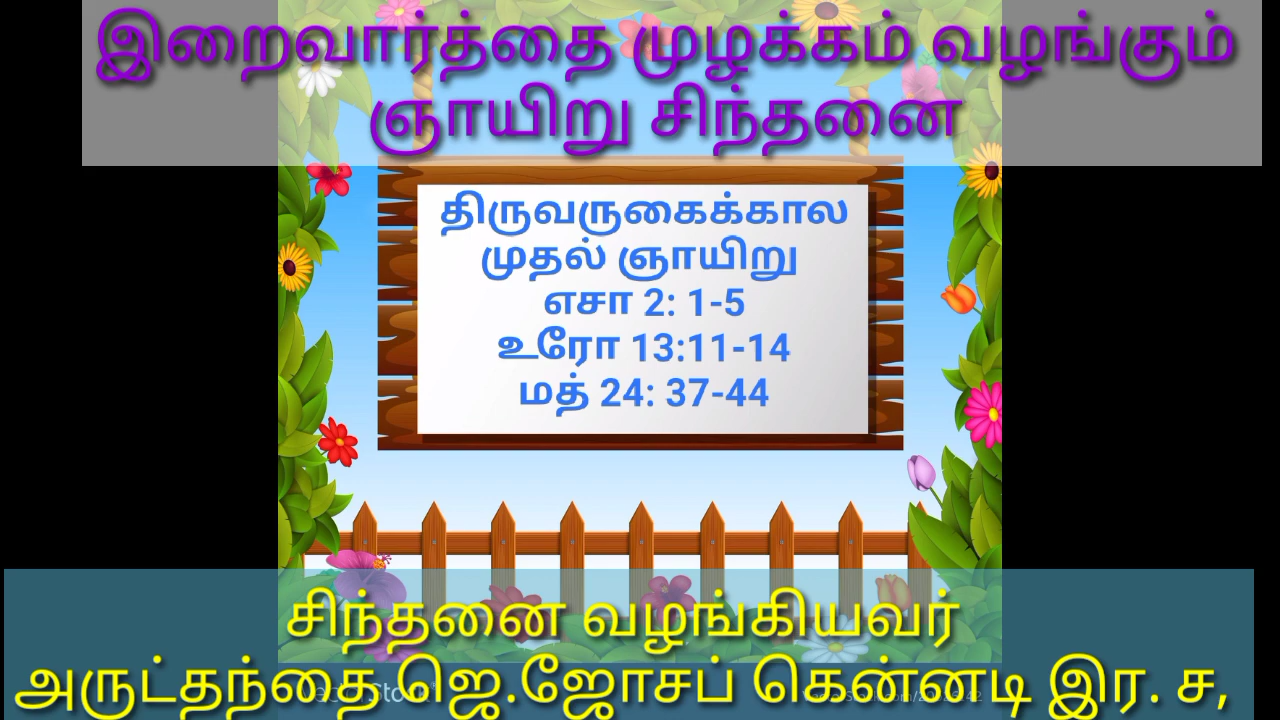 இறைவார்த்தை முழக்கம் வழங்கும்
ஞாயிறு சிந்தனை
திருவருகைக்கால
முதல் ஞாயிறு
எசா 2: 1-5
உரோ 13:11-14
மத் 24: 37-44
சிந்தனை வழங்கியவர்
அருட்தந்தை ஜெ.ஜோசப் கென்னடி இர. ச,